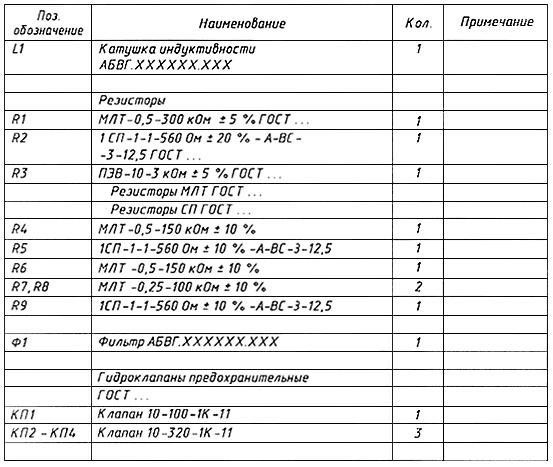 Поз. обозначение Наименование Кол. Примечание
L1 Катушка индуктивности 1
АБВГ.XXXXXX.XXX
Резисторы
R1 МЛТ-0,5-300 кОм ± 5 % ГОСТ ... 1
R2 1 СП-1-1-560 Ом ± 20 % - А-ВС- 1
-3-12,5 ГОСТ ...
R3 ПЭВ-10-3 кОм ± 5 % ГОСТ ... 1
Резисторы МЛТ ГОСТ ...
Резисторы СП ГОСТ ...
R4 МЛТ-0,5-150 кОм ± 10 % 1
R5 1СП-1-1-560 Ом ± 10 % -А-ВС-3-12,5 1
R6 МЛТ -0,5-150 кОм ± 10 % 1
R7, R8 МЛТ -0,25-100 кОм ± 10 % 2
R9 1СП-1-1-560 Ом ± 10 % -А-ВС-3-12,5 1
Ф1 Фильтр АБВГ.XXXXXX.XXX 1
Гидроклапаны предохранительные
ГОСТ ...
КП1 Клапан 10-100-1К-11 1
КП2 - КП4 Клапан 10-320-1К-11 3